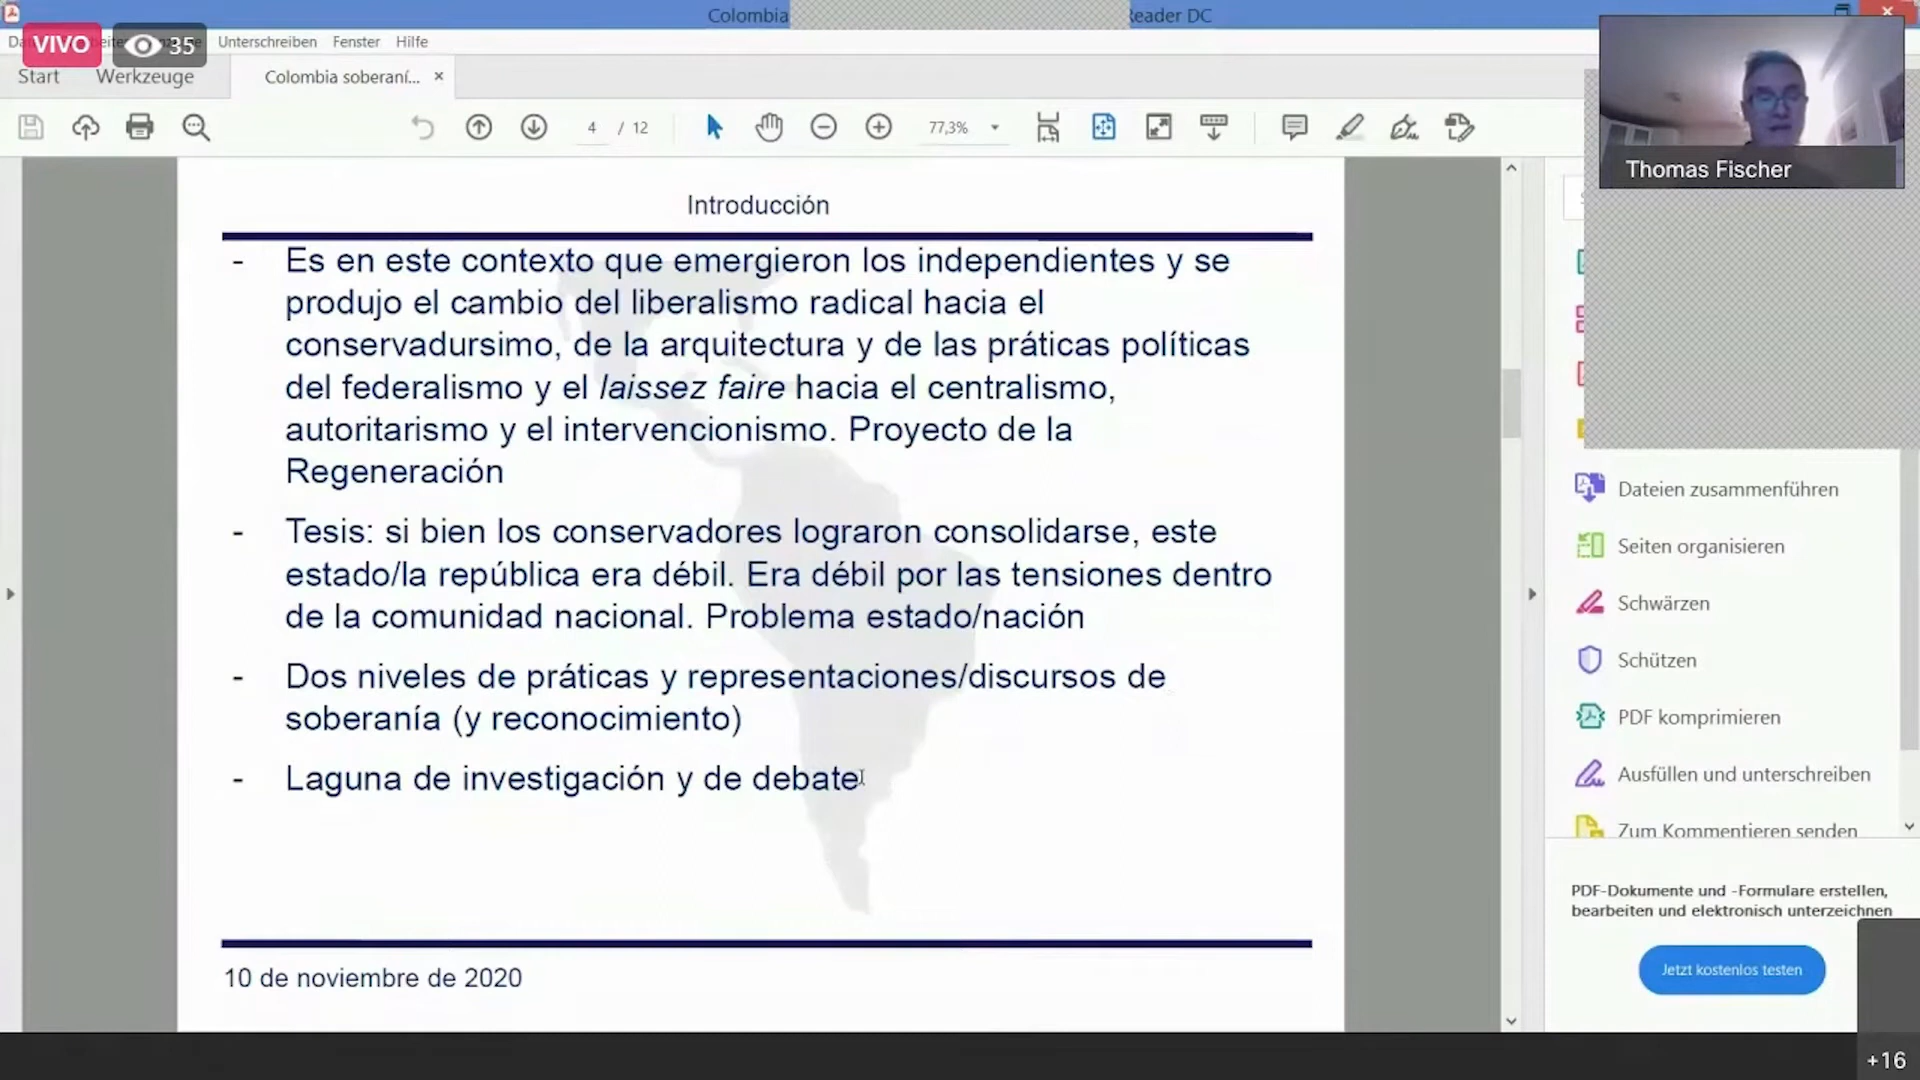 Colombia
Reader DC
VIVO
35
Unterschreiben Fenster Hilfe
Start Werkzeuge Colombia soberaní...
4 / 12
77,3%
Thomas Fischer
Introducción
- Es en este contexto que emergieron los independientes y se
produjo el cambio del liberalismo radical hacia el
conservadursimo, de la arquitectura y de las práticas políticas
del federalismo y el laissez faire hacia el centralismo,
autoritarismo y el intervencionismo. Proyecto de la
Regeneración
- Tesis: si bien los conservadores lograron consolidarse, este
estado/la república era débil. Era débil por las tensiones dentro
de la comunidad nacional. Problema estado/nación
- Dos niveles de práticas y representaciones/discursos de
soberanía (y reconocimiento)
- Laguna de investigación y de debate
10 de noviembre de 2020
Dateien zusammenführen
Seiten organisieren
Schwärzen
Schützen
PDF komprimieren
Ausfüllen und unterschreiben
Zum Kommentieren senden
PDF-Dokumente und -Formulare erstellen,
bearbeiten und elektronisch unterzeichnen
Jetzt kostenlos testen
+16